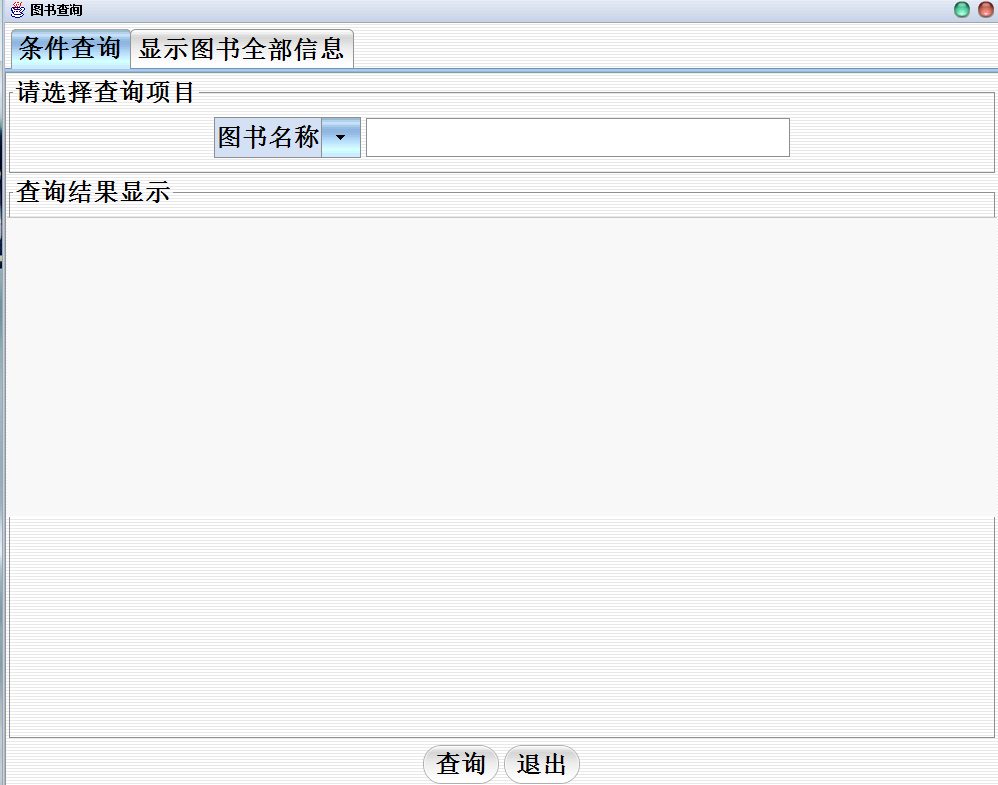 图书查询
条件查询 显示图书全部信息
请选择查询项目
图书名称
查询结果显示
查询 退出